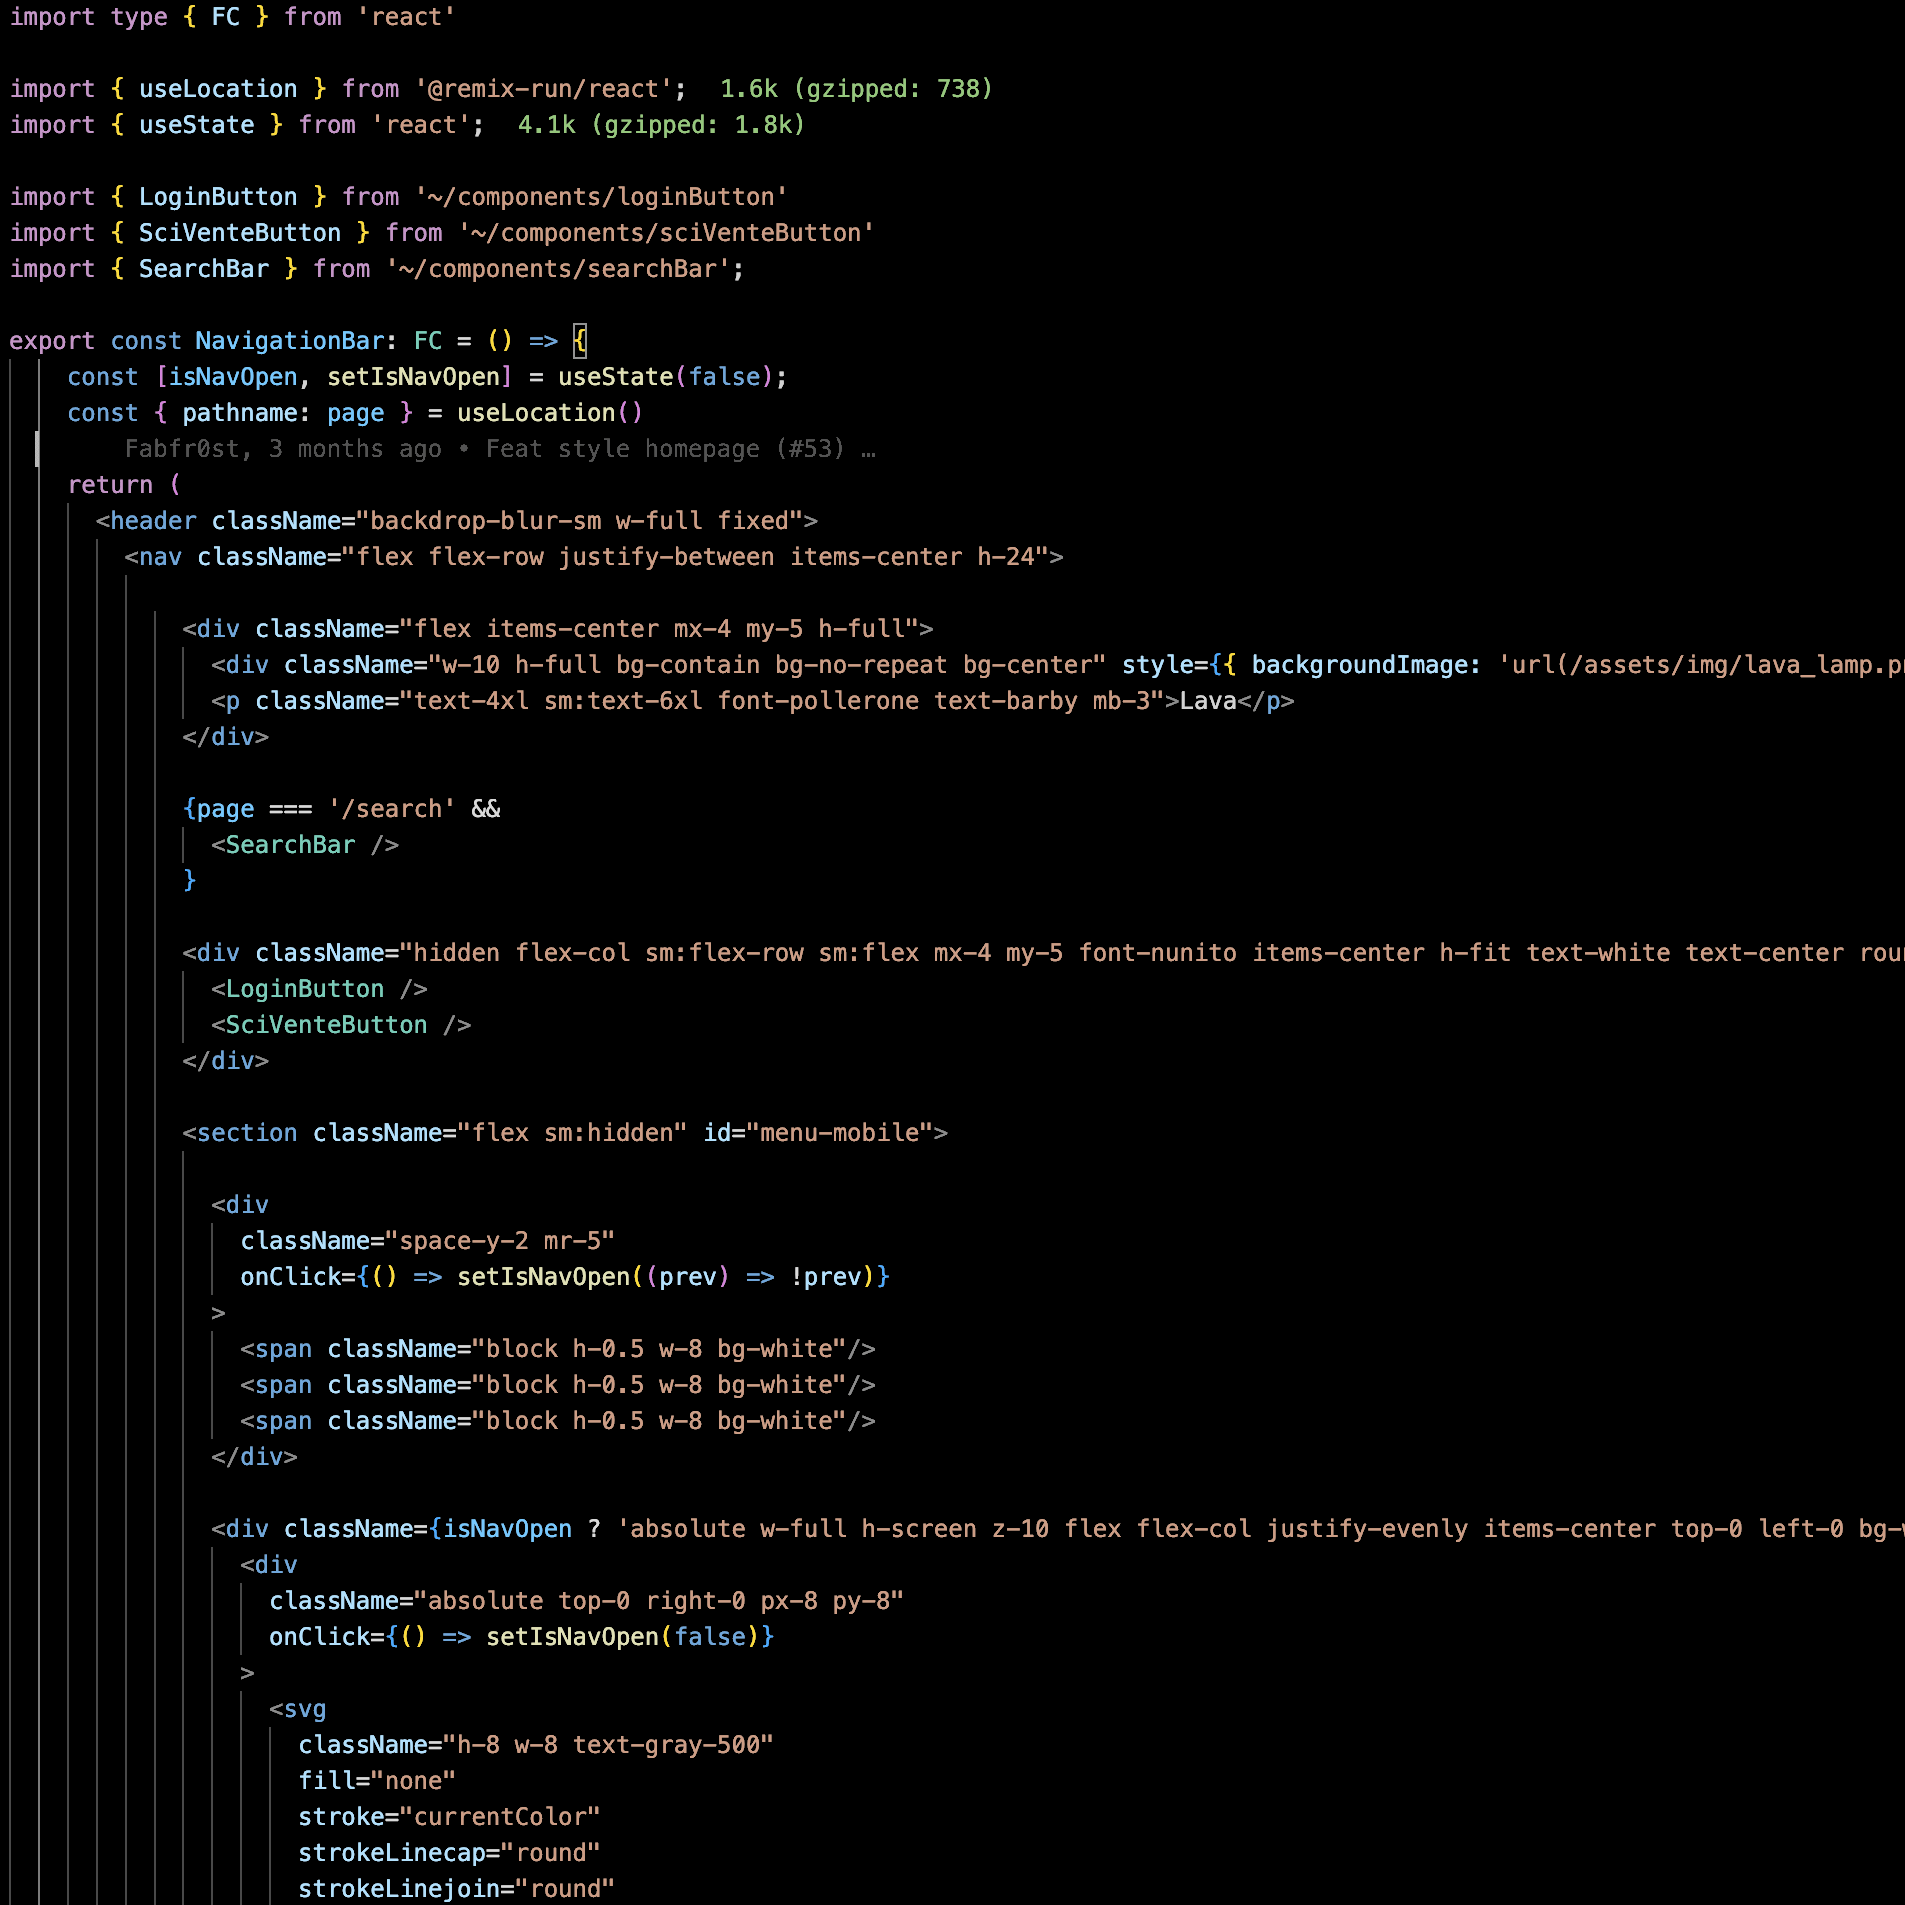 import type { FC } from 'react'
import { useLocation } from '@remix-run/react';  1.6k (gzipped: 738)
import { useState } from 'react';  4.1k (gzipped: 1.8k)
import { LoginButton } from '~/components/loginButton'
import { SciVenteButton } from '~/components/sciVenteButton'
import { SearchBar } from '~/components/searchBar';
export const NavigationBar: FC = () => {
const [isNavOpen, setIsNavOpen] = useState(false);
const { pathname: page } = useLocation()
Fabfr0st, 3 months ago • Feat style homepage (#53) …
return (
<header className="backdrop-blur-sm w-full fixed">
<nav className="flex flex-row justify-between items-center h-24">
<div className="flex items-center mx-4 my-5 h-full">
<div className="w-10 h-full bg-contain bg-no-repeat bg-center" style={{ backgroundImage: 'url(/assets/img/lava_lamp.pn
<p className="text-4xl sm:text-6xl font-pollerone text-barby mb-3">Lava</p>
</div>
{page === '/search' &&
<SearchBar />
}
<div className="hidden flex-col sm:flex-row sm:flex mx-4 my-5 font-nunito items-center h-fit text-white text-center rou
<LoginButton />
<SciVenteButton />
</div>
<section className="flex sm:hidden" id="menu-mobile">
<div
className="space-y-2 mr-5"
onClick={() => setIsNavOpen((prev) => !prev)}
>
<span className="block h-0.5 w-8 bg-white"/>
<span className="block h-0.5 w-8 bg-white"/>
<span className="block h-0.5 w-8 bg-white"/>
</div>
<div className={isNavOpen ? 'absolute w-full h-screen z-10 flex flex-col justify-evenly items-center top-0 left-0 bg-w
<div
className="absolute top-0 right-0 px-8 py-8"
onClick={() => setIsNavOpen(false)}
>
<svg
className="h-8 w-8 text-gray-500"
fill="none"
stroke="currentColor"
strokeLinecap="round"
strokeLinejoin="round"